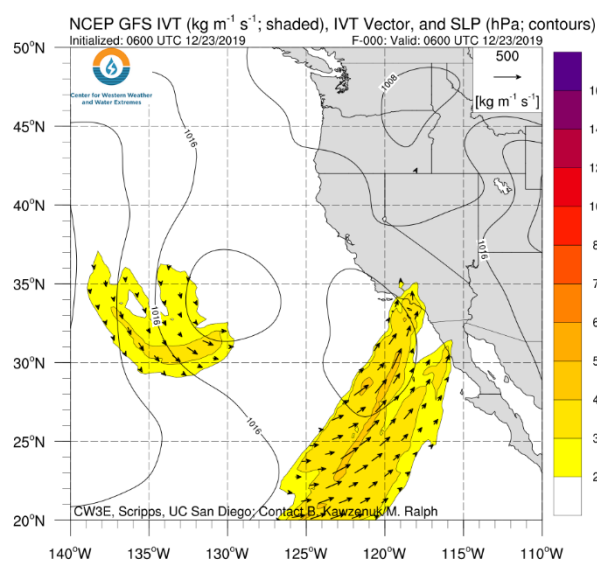 NCEP GFS IVT (kg m⁻¹ s⁻¹; shaded), IVT Vector, and SLP (hPa; contours)
Initialized: 0600 UTC 12/23/2019 F-000: Valid: 0600 UTC 12/23/2019
50°N
45°N
40°N
35°N
30°N
25°N
20°N
Center for Western Weather
and Water Extremes
500
[kg m⁻¹ s⁻¹]
1008
1016
1016
1016
1016
CW3E, Scripps, UC San Diego; Contact B. Kawzenuk/M. Ralph
140°W 135°W 130°W 125°W 120°W 115°W 110°W